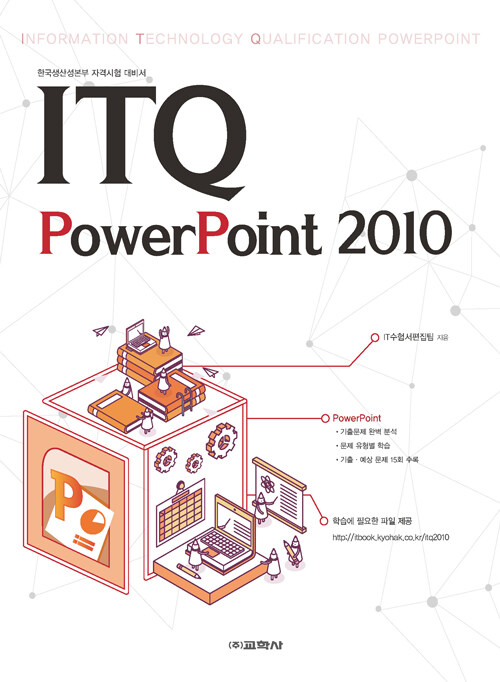 INFORMATION TECHNOLOGY QUALIFICATION POWERPOINT
한국생산성본부 자격시험 대비서
ITQ
PowerPoint 2010
IT수험서편집팀 지음
PowerPoint
• 기출문제 완벽 분석
• 문제 유형별 학습
• 기출 · 예상 문제 15회 수록
P
학습에 필요한 파일 제공
http://itbook.kyohak.co.kr/itq2010
(주)교학사